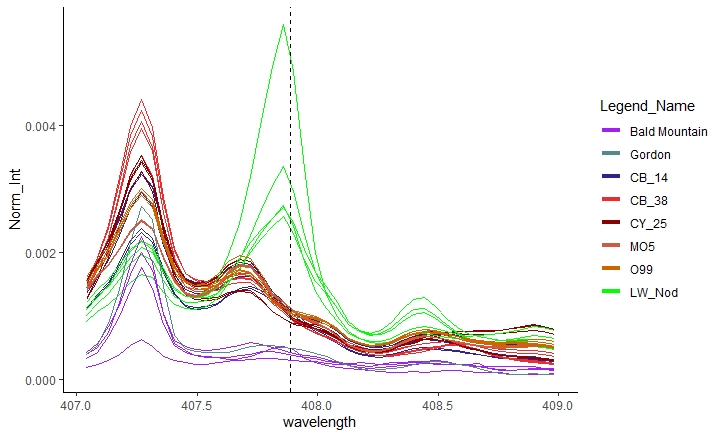 Norm_Int
0.004
0.002
0.000
407.0 407.5 408.0 408.5 409.0
wavelength
Legend_Name
Bald Mountain
Gordon
CB_14
CB_38
CY_25
MO5
O99
LW_Nod